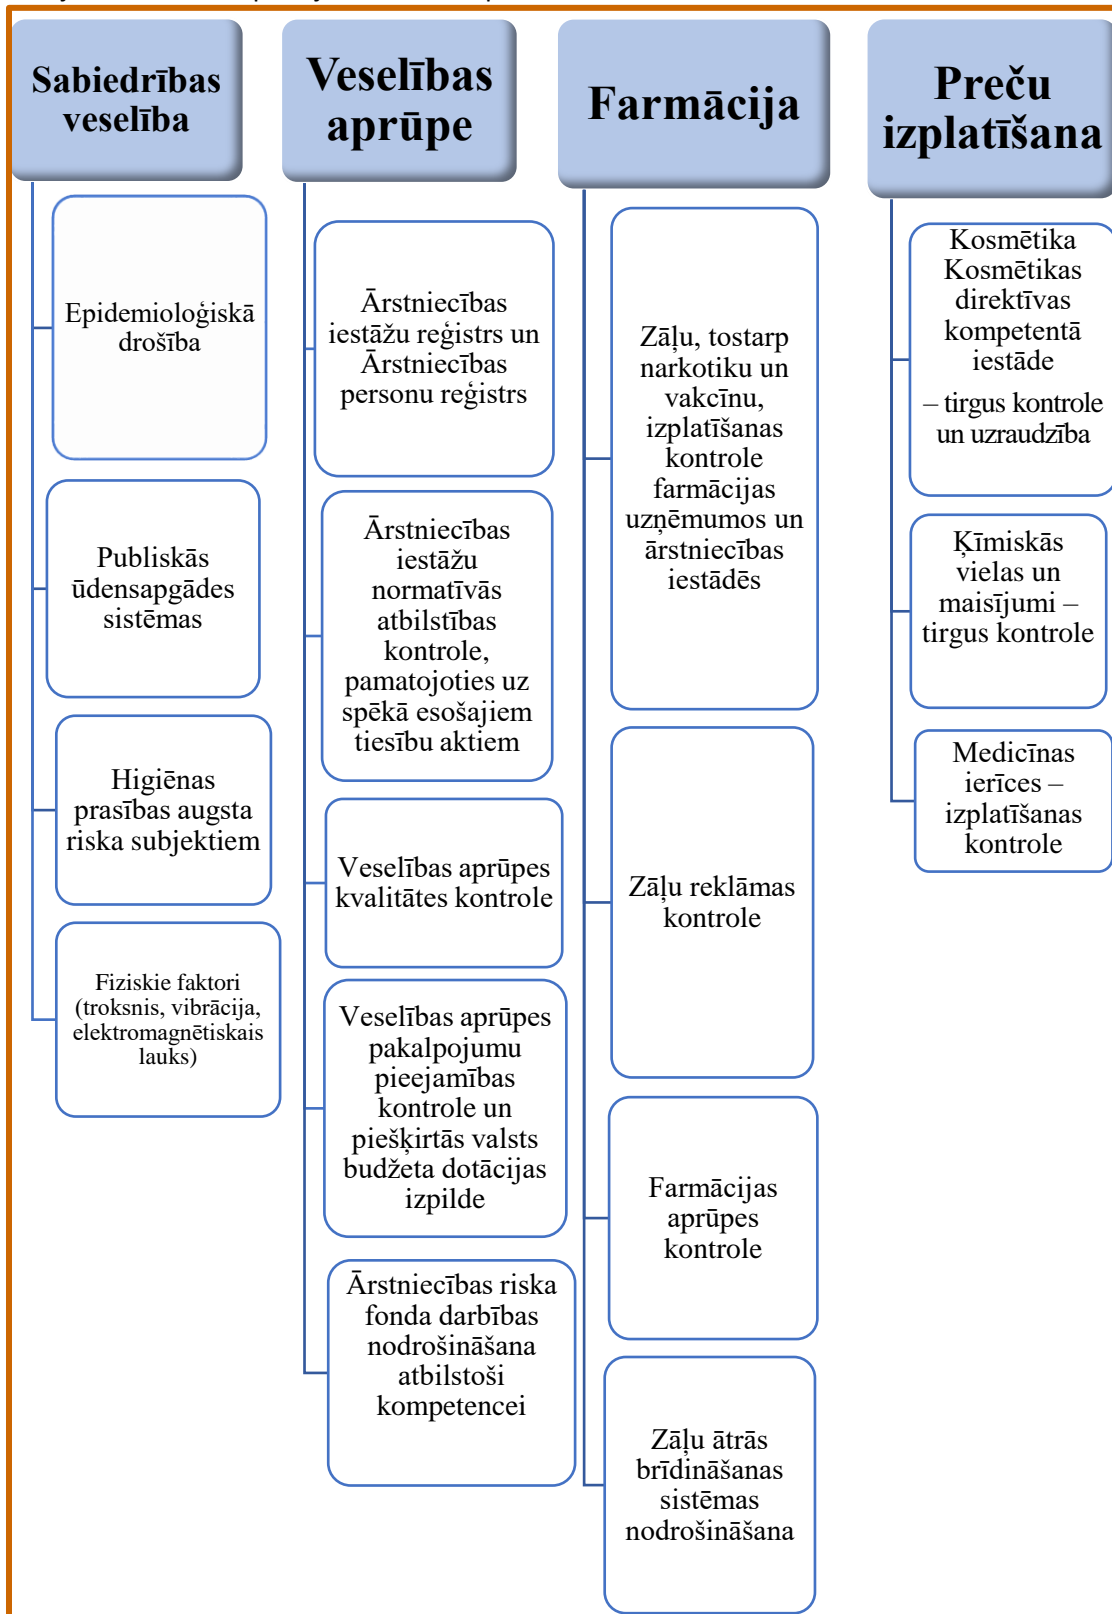 Sabiedrības
veselība
Epidemioloģiskā
drošība
Publiskās
ūdensapgādes
sistēmas
Higiēnas
prasības augsta
riska subjektiem
Fiziskie faktori
(troksnis, vibrācija,
elektromagnētiskais
lauks)
Veselības
aprūpe
Ārstniecības
iestāžu reģistrs un
Ārstniecības
personu reģistrs
Ārstniecības
iestāžu
normatīvās
atbilstības
kontrole,
pamatojoties uz
spēkā esošajiem
tiesību aktiem
Veselības aprūpes
kvalitātes kontrole
Veselības aprūpes
pakalpojumu
pieejamības
kontrole un
piešķirtās valsts
budžeta dotācijas
izpilde
Ārstniecības riska
fonda darbības
nodrošināšana
atbilstoši
kompetencei
Farmācija
Zāļu, tostarp
narkotiku un
vakcīnu,
izplatīšanas
kontrole
farmācijas
uzņēmumos un
ārstniecības
iestādēs
Zāļu reklāmas
kontrole
Farmācijas
aprūpes
kontrole
Zāļu ātrās
brīdināšanas
sistēmas
nodrošināšana
Preču
izplatīšana
Kosmētika
Kosmētikas
direktīvas
kompetentā
iestāde
– tirgus kontrole
un uzraudzība
Ķīmiskās
vielas un
maisījumi –
tirgus kontrole
Medicīnas
ierīces –
izplatīšanas
kontrole